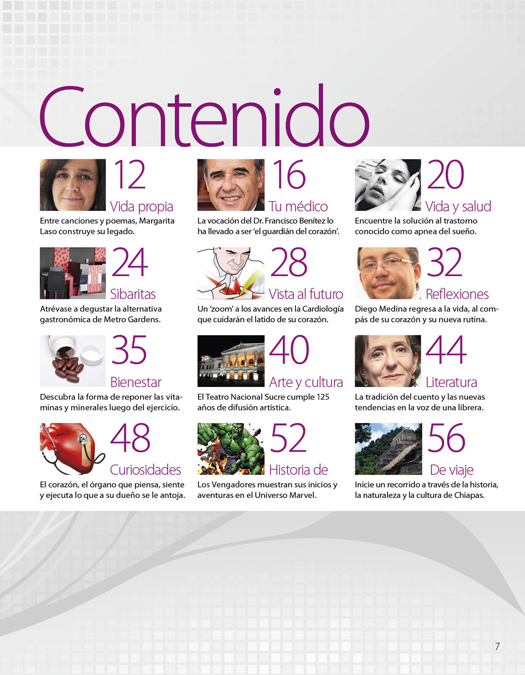 Contenido
12
Vida propia
Entre canciones y poemas, Margarita
Laso construye su legado.
16
Tu médico
La vocación del Dr. Francisco Benítez lo
ha llevado a ser ‘el guardián del corazón’.
20
Vida y salud
Encuentre la solución al trastorno
conocido como apnea del sueño.
24
Sibaritas
Atrévase a degustar la alternativa
gastronómica de Metro Gardens.
28
Vista al futuro
Un ‘zoom’ a los avances en la Cardiología
que cuidarán el latido de su corazón.
32
Reflexiones
Diego Medina regresa a la vida, al com-
pás de su corazón y su nueva rutina.
35
Bienestar
Descubra la forma de reponer las vita-
minas y minerales luego del ejercicio.
40
Arte y cultura
El Teatro Nacional Sucre cumple 125
años de difusión artística.
44
Literatura
La tradición del cuento y las nuevas
tendencias en la voz de una librera.
48
Curiosidades
El corazón, el órgano que piensa, siente
y ejecuta lo que a su dueño se le antoja.
52
Historia de
Los Vengadores muestran sus inicios y
aventuras en el Universo Marvel.
56
De viaje
Inicie un recorrido a través de la historia,
la naturaleza y la cultura de Chiapas.
7